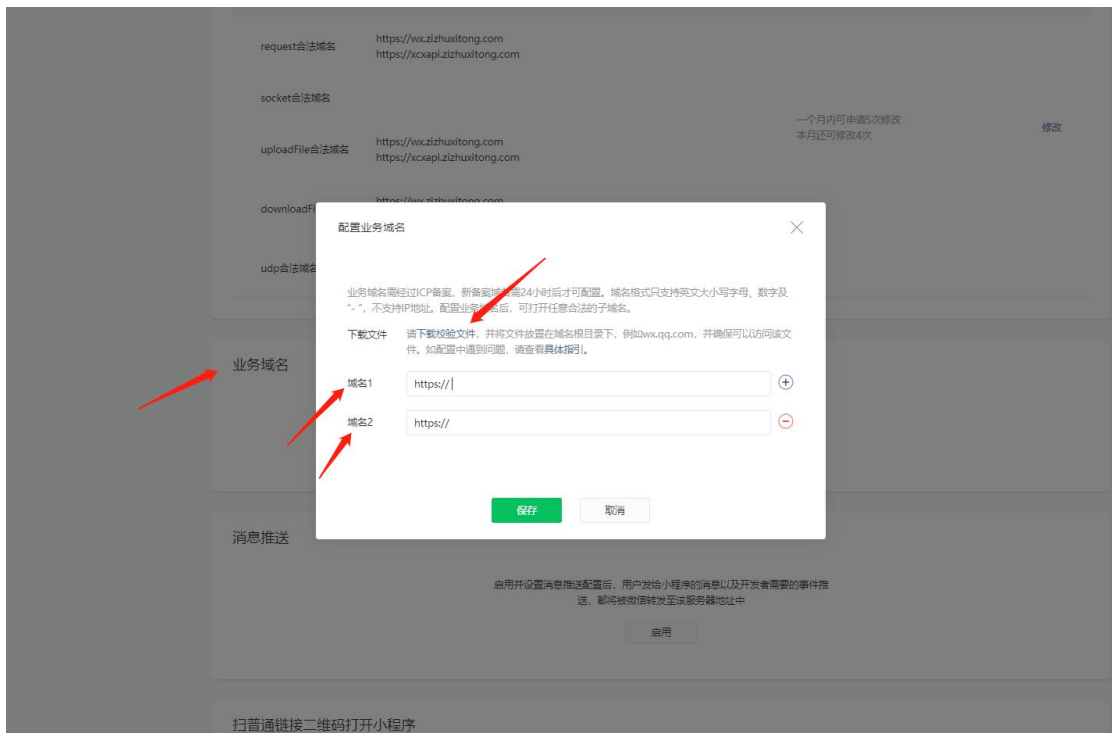 request合法域名
https://wx.zizhuxitong.com
https://xcxapi.zizhuxitong.com
socket合法域名
一个月内可申请5次修改
本月还可修改4次
修改
uploadFile合法域名
https://wx.zizhuxitong.com
https://xcxapi.zizhuxitong.com
downloadFi
https://wx.zizhuxitong.com
udp合法域名
配置业务域名
业务域名需经过ICP备案,新备案域名需24小时后才可配置。域名格式只支持英文大小写字母、数字及
"- ",不支持IP地址。配置业务域名后,可打开任意合法的子域名。
下载文件
请下载校验文件,并将文件放置在域名根目录下,例如wx.qq.com,并确保可以访问该文
件。如配置中遇到问题,请查看具体指引。
业务域名
域名1
https://
域名2
https://
保存
取消
消息推送
启用并设置消息推送配置后,用户发给小程序的消息以及开发者需要的事件推
送,都将被微信转发至该服务器地址中
启用
扫普通链接二维码打开小程序